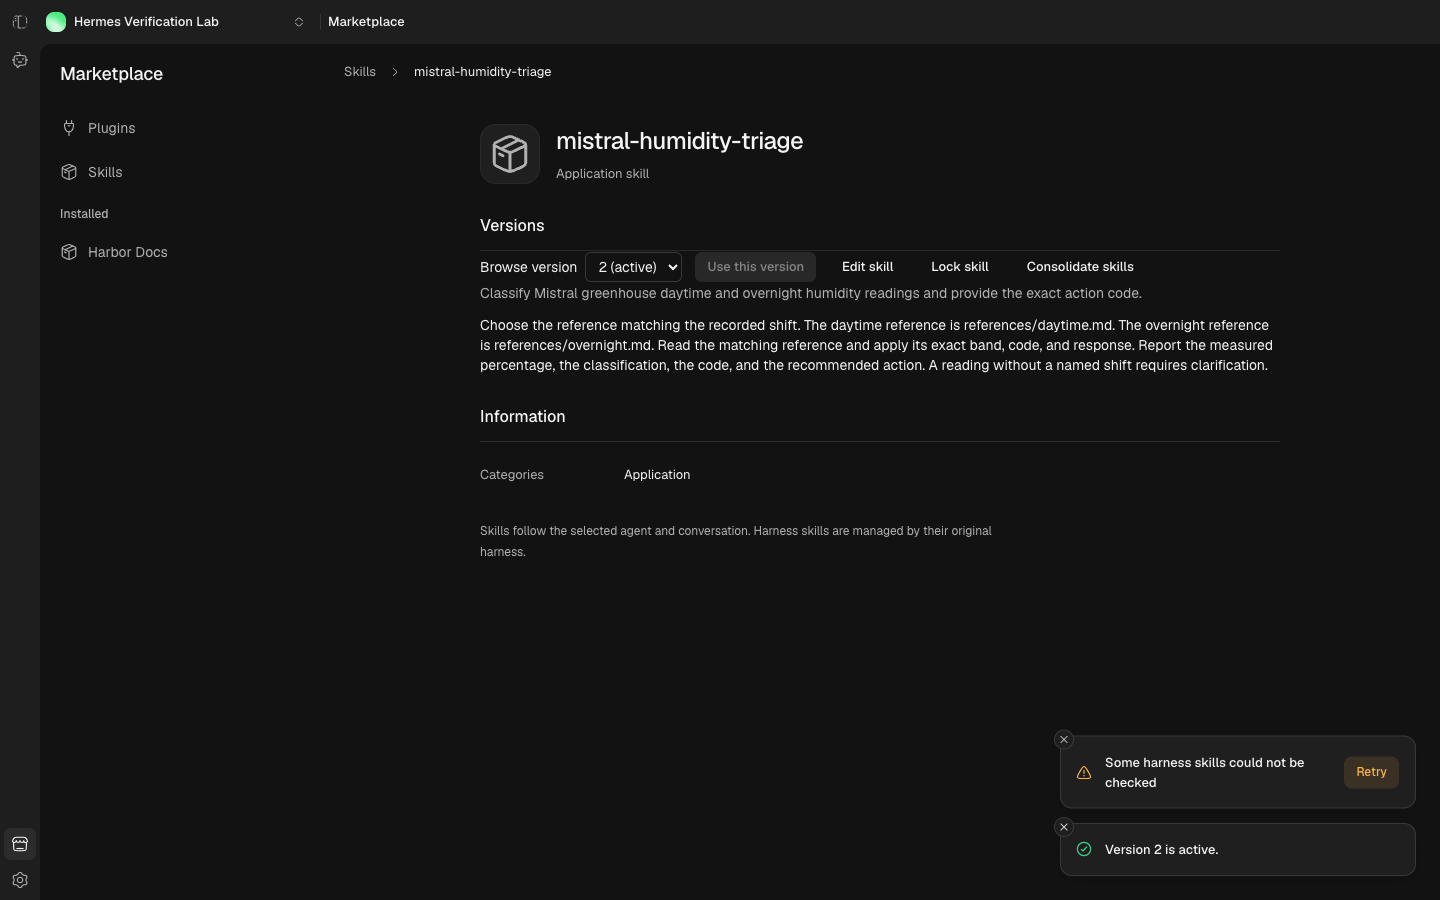 Hermes Verification Lab
Marketplace
Marketplace
Plugins
Skills
Installed
Harbor Docs
Skills
mistral-humidity-triage
mistral-humidity-triage
Application skill
Versions
Browse version
2 (active)
Use this version
Edit skill
Lock skill
Consolidate skills
Classify Mistral greenhouse daytime and overnight humidity readings and provide the exact action code.
Choose the reference matching the recorded shift. The daytime reference is references/daytime.md. The overnight reference
is references/overnight.md. Read the matching reference and apply its exact band, code, and response. Report the measured
percentage, the classification, the code, and the recommended action. A reading without a named shift requires clarification.
Information
Categories
Application
Skills follow the selected agent and conversation. Harness skills are managed by their original
harness.
Some harness skills could not be
checked
Retry
Version 2 is active.